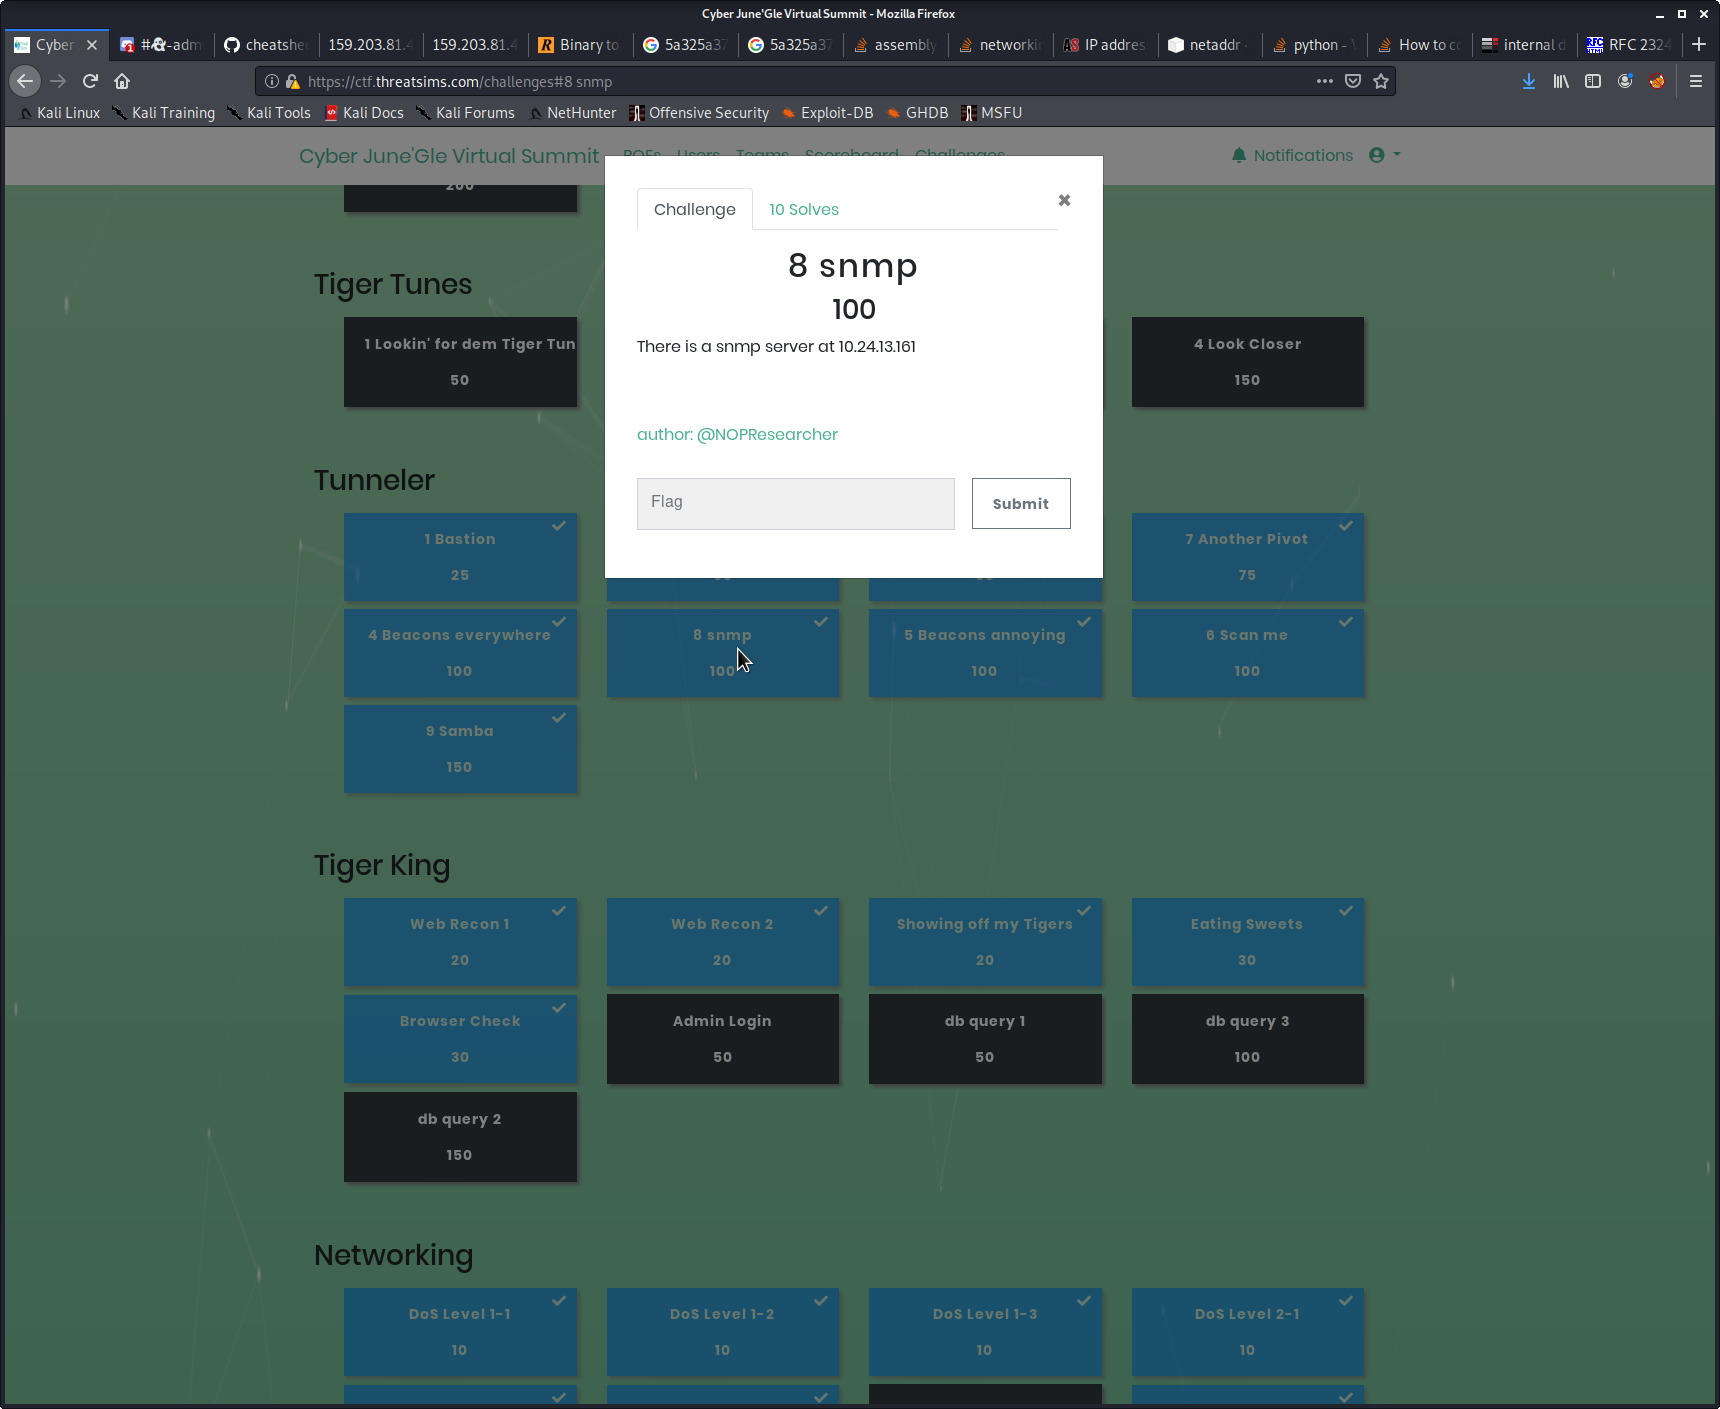 Cyber June'Gle Virtual Summit - Mozilla Firefox
Cyber
#
-adm
cheatshe
159.203.81.4
159.203.81.4
Binary to
5a325a37
5a325a37
assembly
networki
IP addres
netaddr
python -
How to c
internal d
RFC 2324
https://ctf.threatsims.com/challenges#8 snmp
Kali Linux
Kali Training
Kali Tools
Kali Docs
Kali Forums
NetHunter
Offensive Security
Exploit-DB
GHDB
MSFU
Cyber June'Gle Virtual Summit
Users
Teams
Scoreboard
Challenges
Notifications
200
Challenge
10 Solves
8 snmp
100
There is a snmp server at 10.24.13.161
author: @NOPResearcher
Flag
Submit
Tiger Tunes
1 Lookin' for dem Tiger Tun
50
4 Look Closer
150
Tunneler
1 Bastion
25
7 Another Pivot
75
4 Beacons everywhere
100
8 snmp
100
5 Beacons annoying
100
6 Scan me
100
9 Samba
150
Tiger King
Web Recon 1
20
Web Recon 2
20
Showing off my Tigers
20
Eating Sweets
30
Browser Check
30
Admin Login
50
db query 1
50
db query 3
100
db query 2
150
Networking
DoS Level 1-1
10
DoS Level 1-2
10
DoS Level 1-3
10
DoS Level 2-1
10